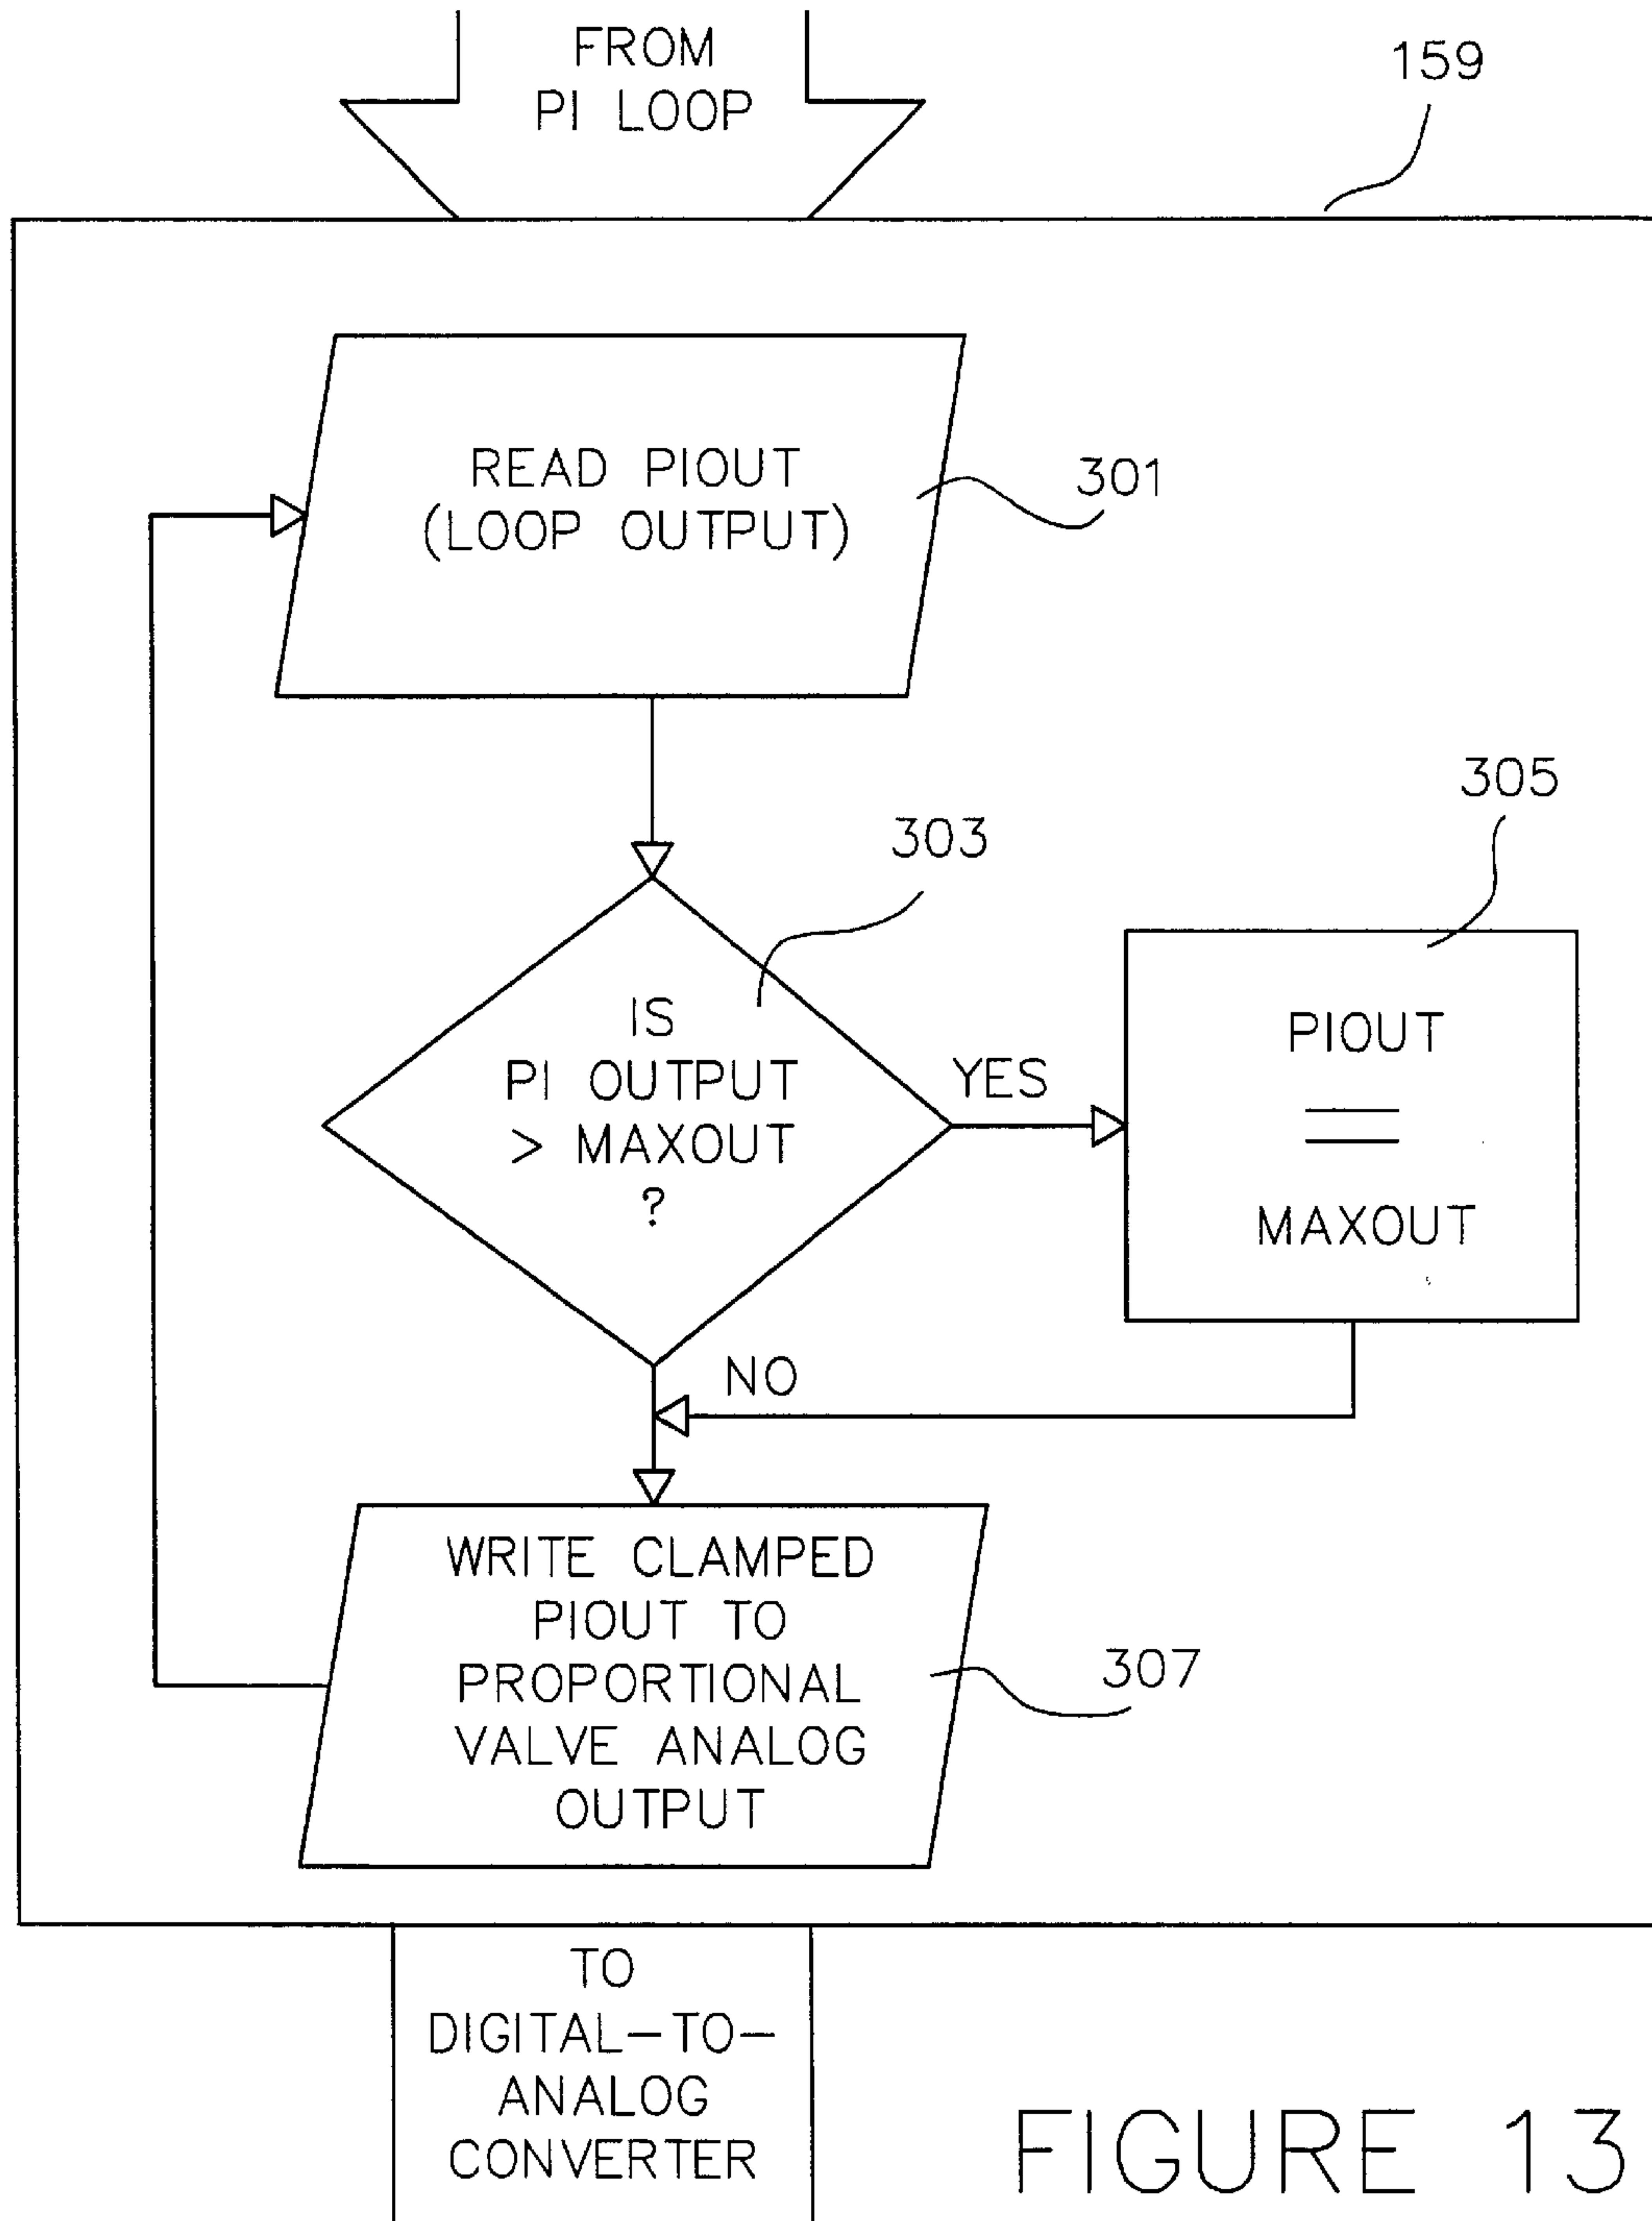 FROM
PI LOOP
159
READ PIOUT
(LOOP OUTPUT)
301
303
305
IS
PI OUTPUT
> MAXOUT
?
YES
PIOUT
=
MAXOUT
NO
WRITE CLAMPED
PIOUT TO
PROPORTIONAL
VALVE ANALOG
OUTPUT
307
TO
DIGITAL-TO-
ANALOG
CONVERTER
FIGURE 13